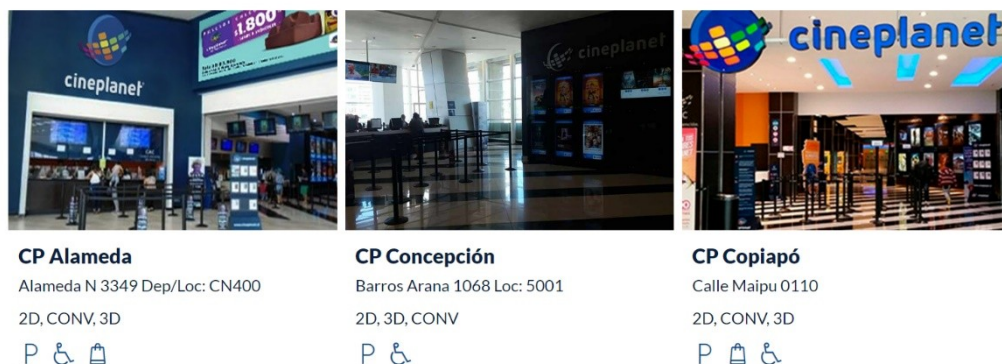 $1.800
cineplanet
cineplanet
cineplanet
CP Alameda
Alameda N 3349 Dep/Loc: CN400
2D, CONV, 3D
P
CP Concepción
Barros Arana 1068 Loc: 5001
2D, 3D, CONV
P
CP Copiapó
Calle Maipu 0110
2D, CONV, 3D
P